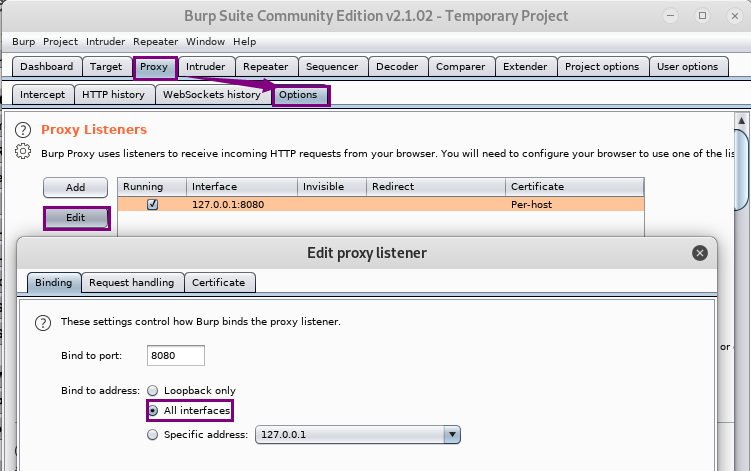 Burp Suite Community Edition v2.1.02 - Temporary Project
Burp Project Intruder Repeater Window Help
Dashboard Target Proxy Intruder Repeater Sequencer Decoder Comparer Extender Project options User options
Intercept HTTP history WebSockets history Options
? Proxy Listeners
Burp Proxy uses listeners to receive incoming HTTP requests from your browser. You will need to configure your browser to use one of the lis
Add Running Interface Invisible Redirect Certificate
127.0.0.1:8080 Per-host
Edit
Edit proxy listener
Binding Request handling Certificate
? These settings control how Burp binds the proxy listener.
or
Bind to port: 8080
Bind to address: Loopback only
All interfaces
Specific address: 127.0.0.1